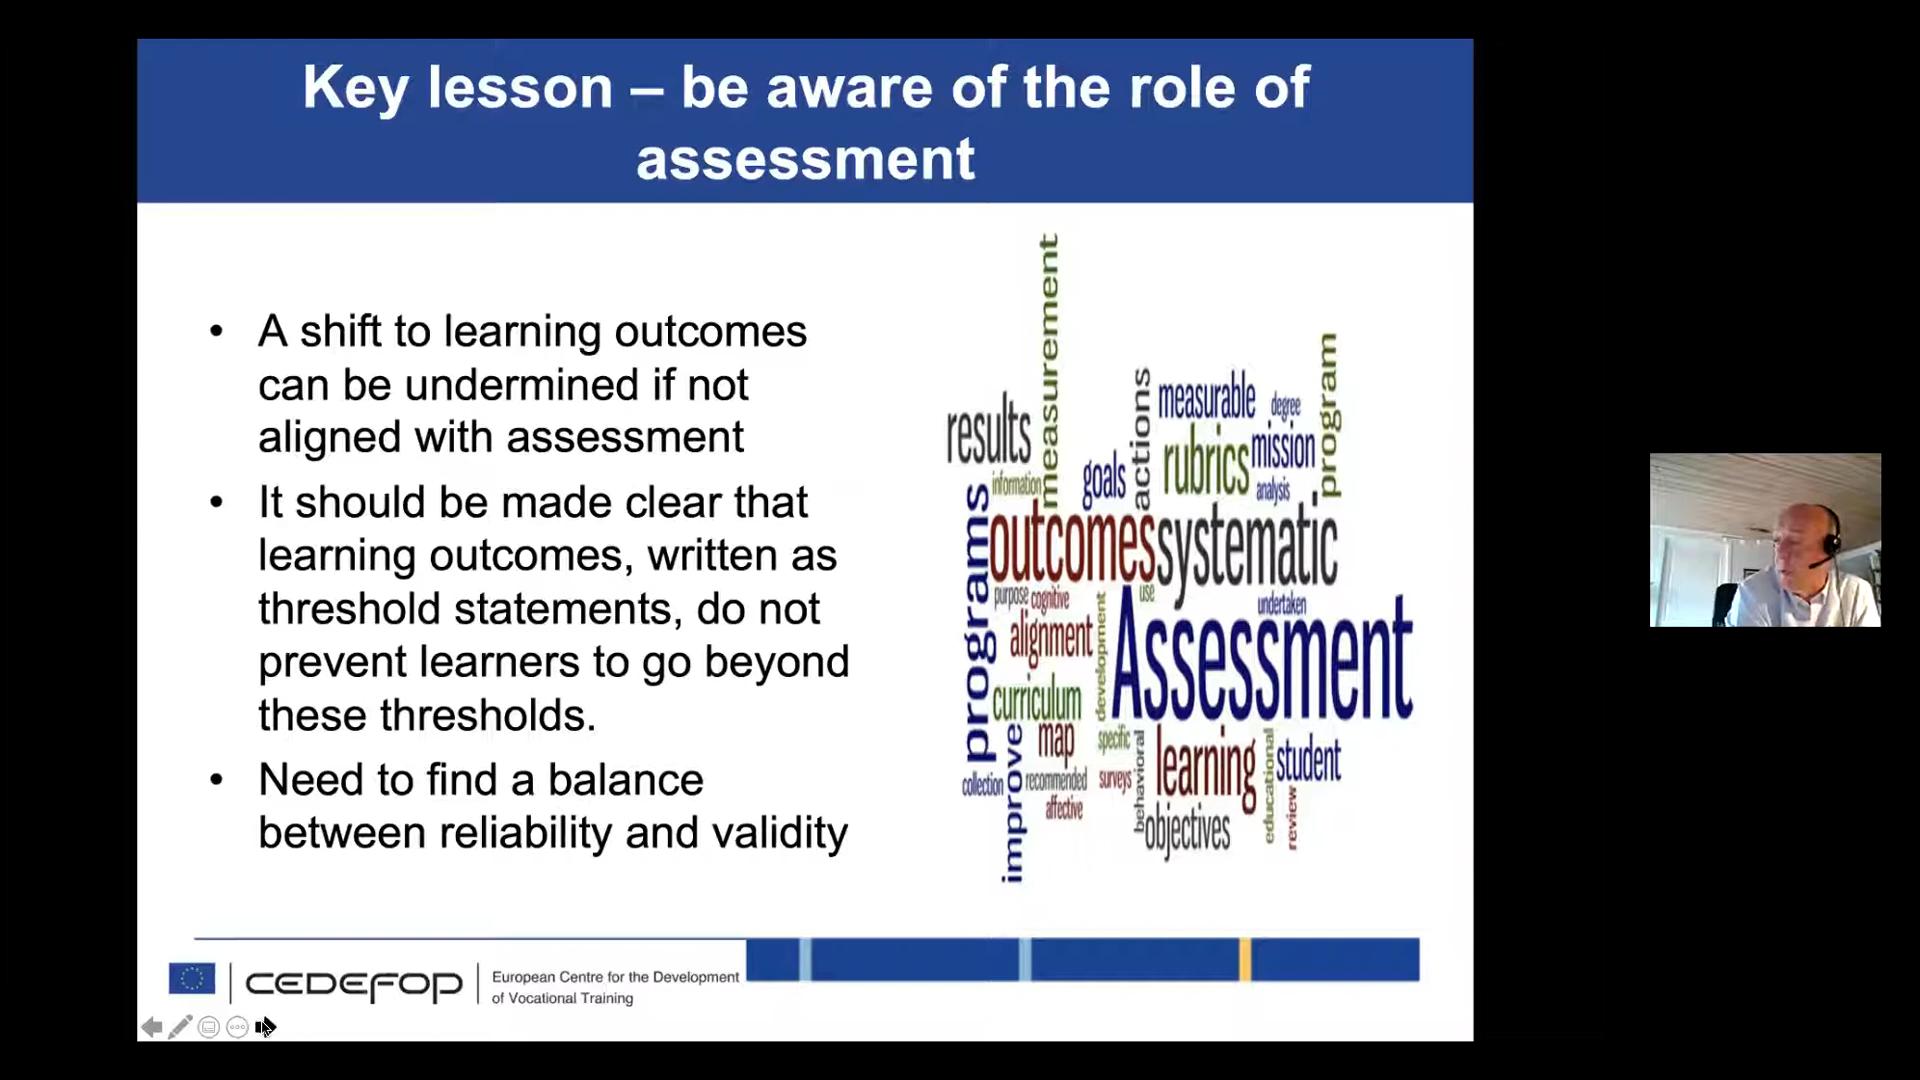 Key lesson – be aware of the role of
assessment
• A shift to learning outcomes
can be undermined if not
aligned with assessment
• It should be made clear that
learning outcomes, written as
threshold statements, do not
prevent learners to go beyond
these thresholds.
• Need to find a balance
between reliability and validity
measurement
results
information
actions
measurable
degree
program
goals
rubrics
mission
analysis
programs
outcomes
systematic
purpose
cognitive
use
undertaken
alignment
development
Assessment
curriculum
map
specific
behavioral
learning
educational
student
collection
improve
recommended
surveys
affective
objectives
review
CEDEFOP
European Centre for the Development
of Vocational Training